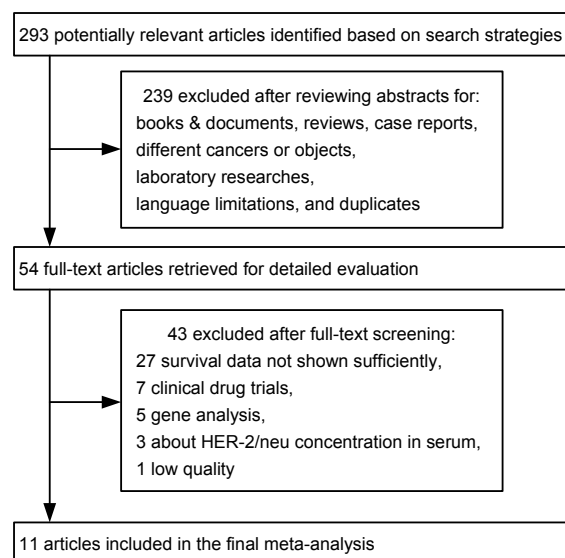 293 potentially relevant articles identified based on search strategies
239 excluded after reviewing abstracts for:
books & documents, reviews, case reports,
different cancers or objects,
laboratory researches,
language limitations, and duplicates
54 full-text articles retrieved for detailed evaluation
43 excluded after full-text screening:
27 survival data not shown sufficiently,
7 clinical drug trials,
5 gene analysis,
3 about HER-2/neu concentration in serum,
1 low quality
11 articles included in the final meta-analysis